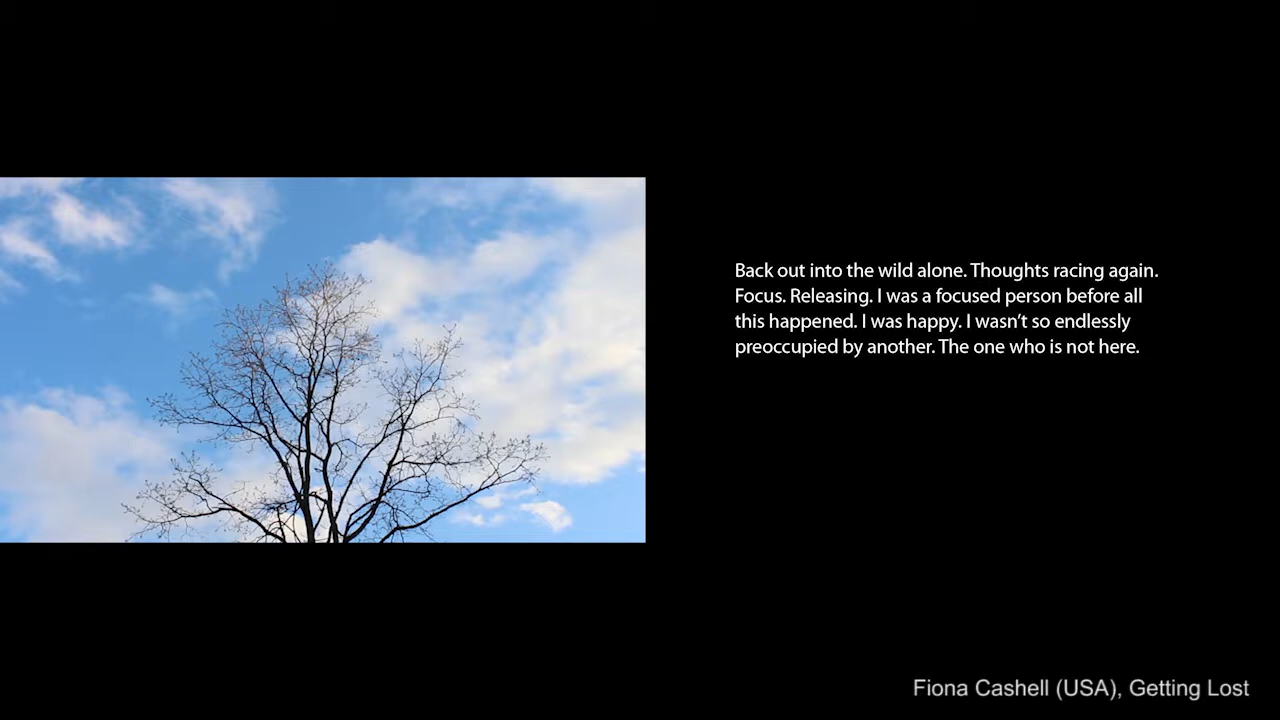 Back out into the wild alone. Thoughts racing again.
Focus. Releasing. I was a focused person before all
this happened. I was happy. I wasn’t so endlessly
preoccupied by another. The one who is not here.
Fiona Cashell (USA), Getting Lost